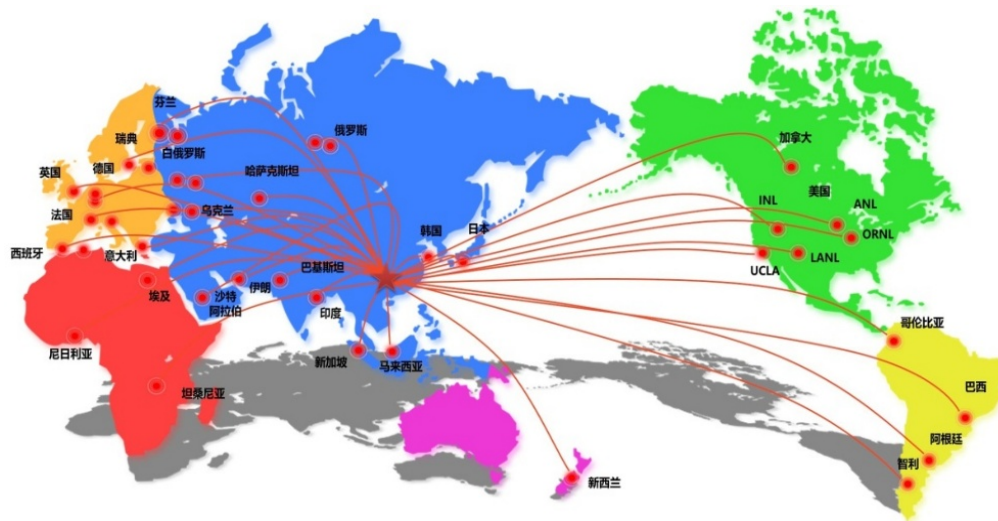 芬兰
瑞典
俄罗斯
加拿大
英国
德国
白俄罗斯
哈萨克斯坦
美国
INL
ANL
法国
乌克兰
韩国
日本
ORNL
西班牙
意大利
巴基斯坦
UCLA
LANL
埃及
沙特
阿拉伯
伊朗
印度
哥伦比亚
尼日利亚
新加坡
马来西亚
坦桑尼亚
巴西
阿根廷
智利
新西兰